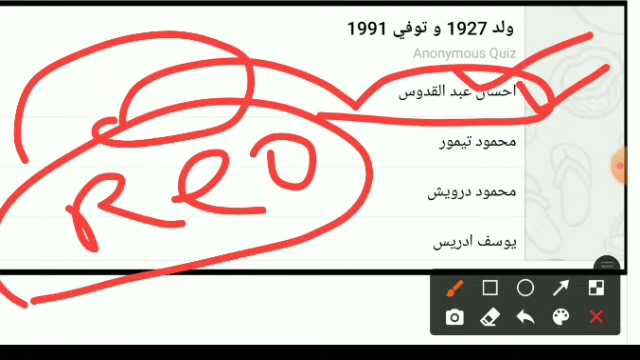 ولد 1927 و توفي 1991
Anonymous Quiz
احسان عبد القدوس
محمود تيمور
محمود درويش
يوسف ادريس
RED